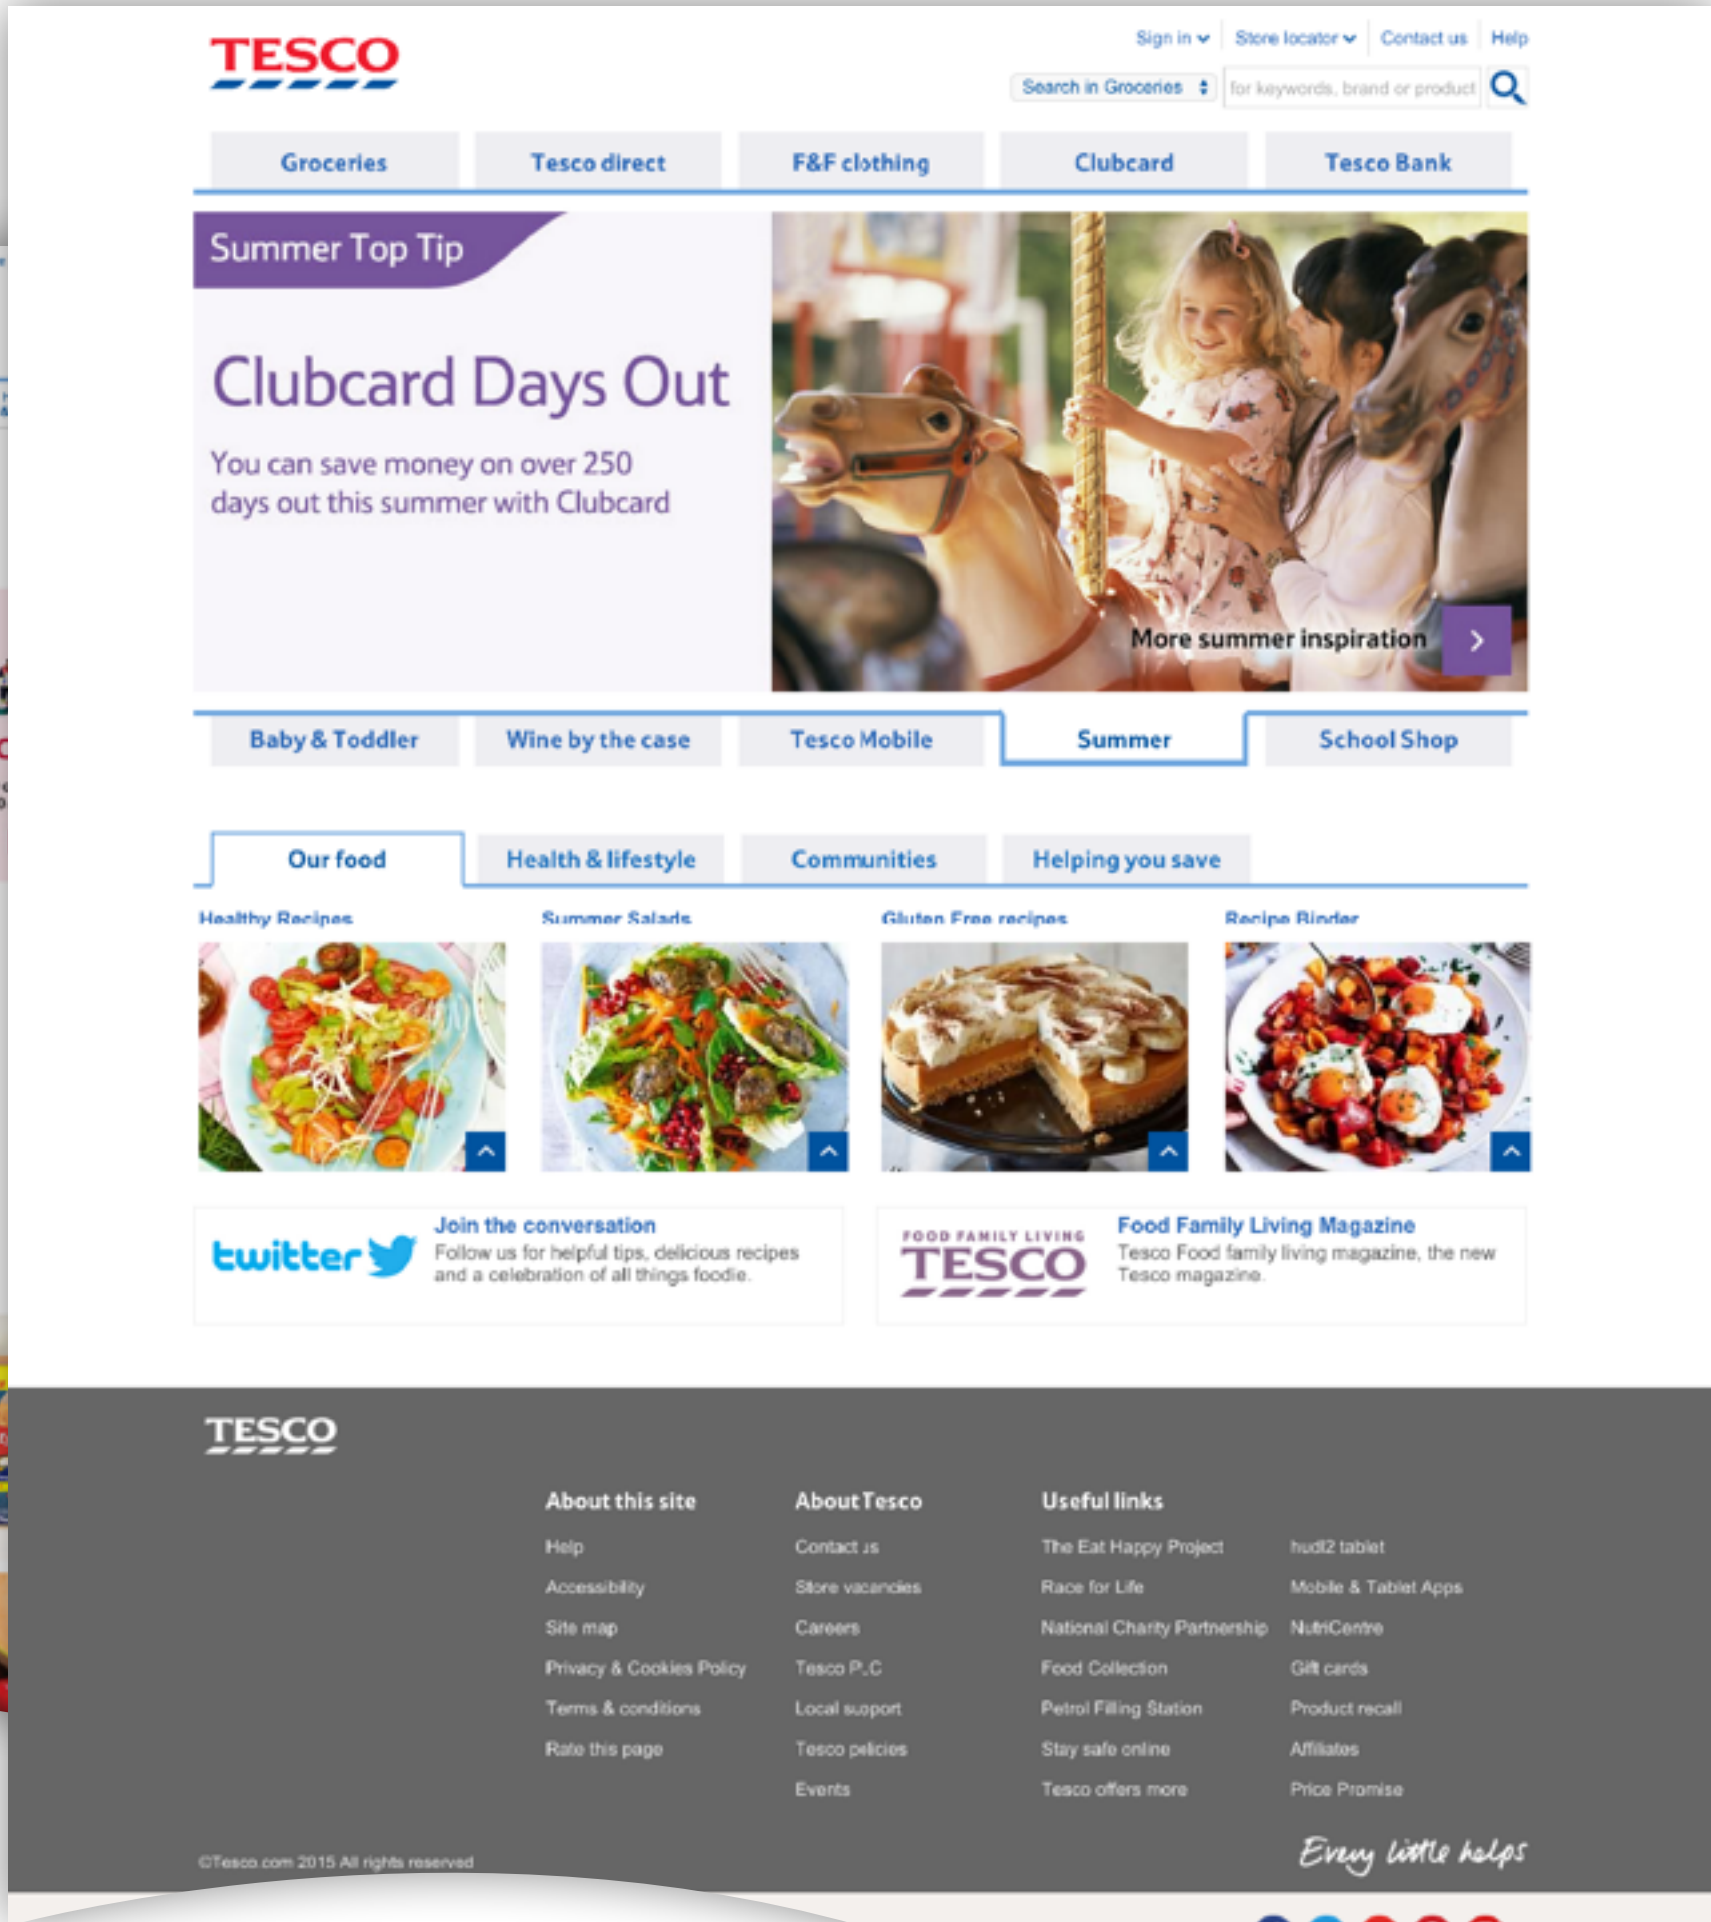 TESCO
Sign in
Store locator
Contact us
Help
Search in Groceries
for keywords, brand or product
Groceries
Tesco direct
F&F clothing
Clubcard
Tesco Bank
Summer Top Tip
Clubcard Days Out
You can save money on over 250
days out this summer with Clubcard
More summer inspiration
Baby & Toddler
Wine by the case
Tesco Mobile
Summer
School Shop
Our food
Health & lifestyle
Communities
Helping you save
Healthy Recipes
Summer Salads
Gluten Free recipes
Recipe Binder
twitter
Join the conversation
Follow us for helpful tips, delicious recipes
and a celebration of all things foodie.
FOOD FAMILY LIVING
TESCO
Food Family Living Magazine
Tesco Food family living magazine, the new
Tesco magazine.
TESCO
About this site
Help
Accessibility
Site map
Privacy & Cookies Policy
Terms & conditions
Rate this page
About Tesco
Contact us
Store vacancies
Careers
Tesco PLC
Local support
Tesco policies
Events
Useful links
The Eat Happy Project
Race for Life
National Charity Partnership
Food Collection
Petrol Filling Station
Stay safe online
Tesco offers more
hudl2 tablet
Mobile & Tablet Apps
NutriCentre
Gift cards
Product recall
Affiliates
Price Promise
Every little helps
©Tesco.com 2015 All rights reserved